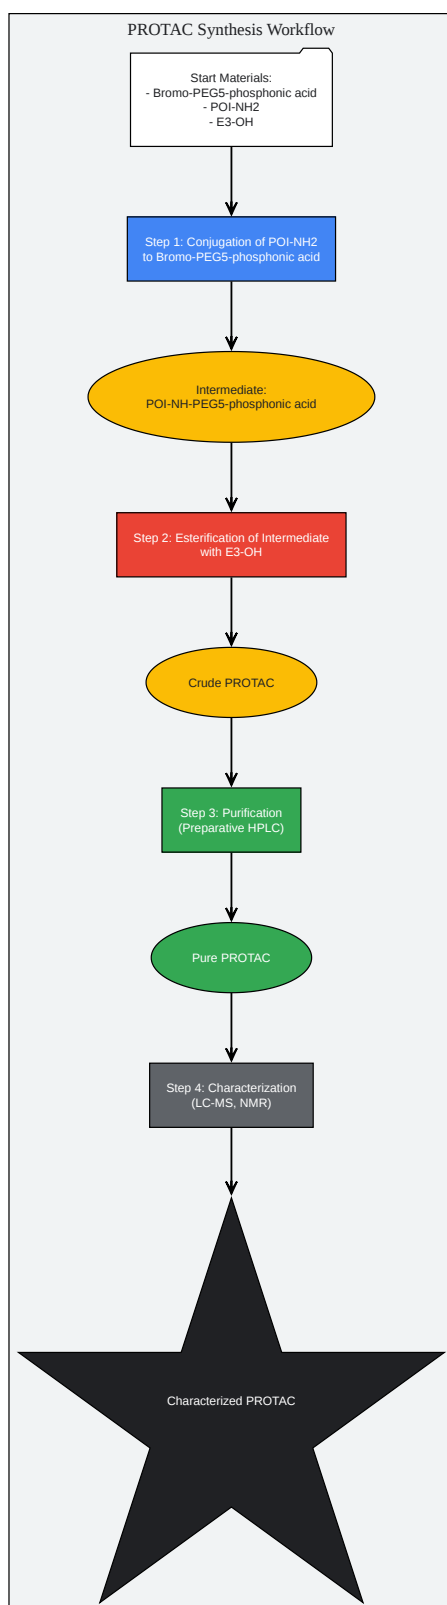 PROTAC Synthesis Workflow
Start Materials:
- Bromo-PEG5-phosphonic acid
- POI-NH2
- E3-OH
Step 1: Conjugation of POI-NH2
to Bromo-PEG5-phosphonic acid
Intermediate:
POI-NH-PEG5-phosphonic acid
Step 2: Esterification of Intermediate
with E3-OH
Crude PROTAC
Step 3: Purification
(Preparative HPLC)
Pure PROTAC
Step 4: Characterization
(LC-MS, NMR)
Characterized PROTAC